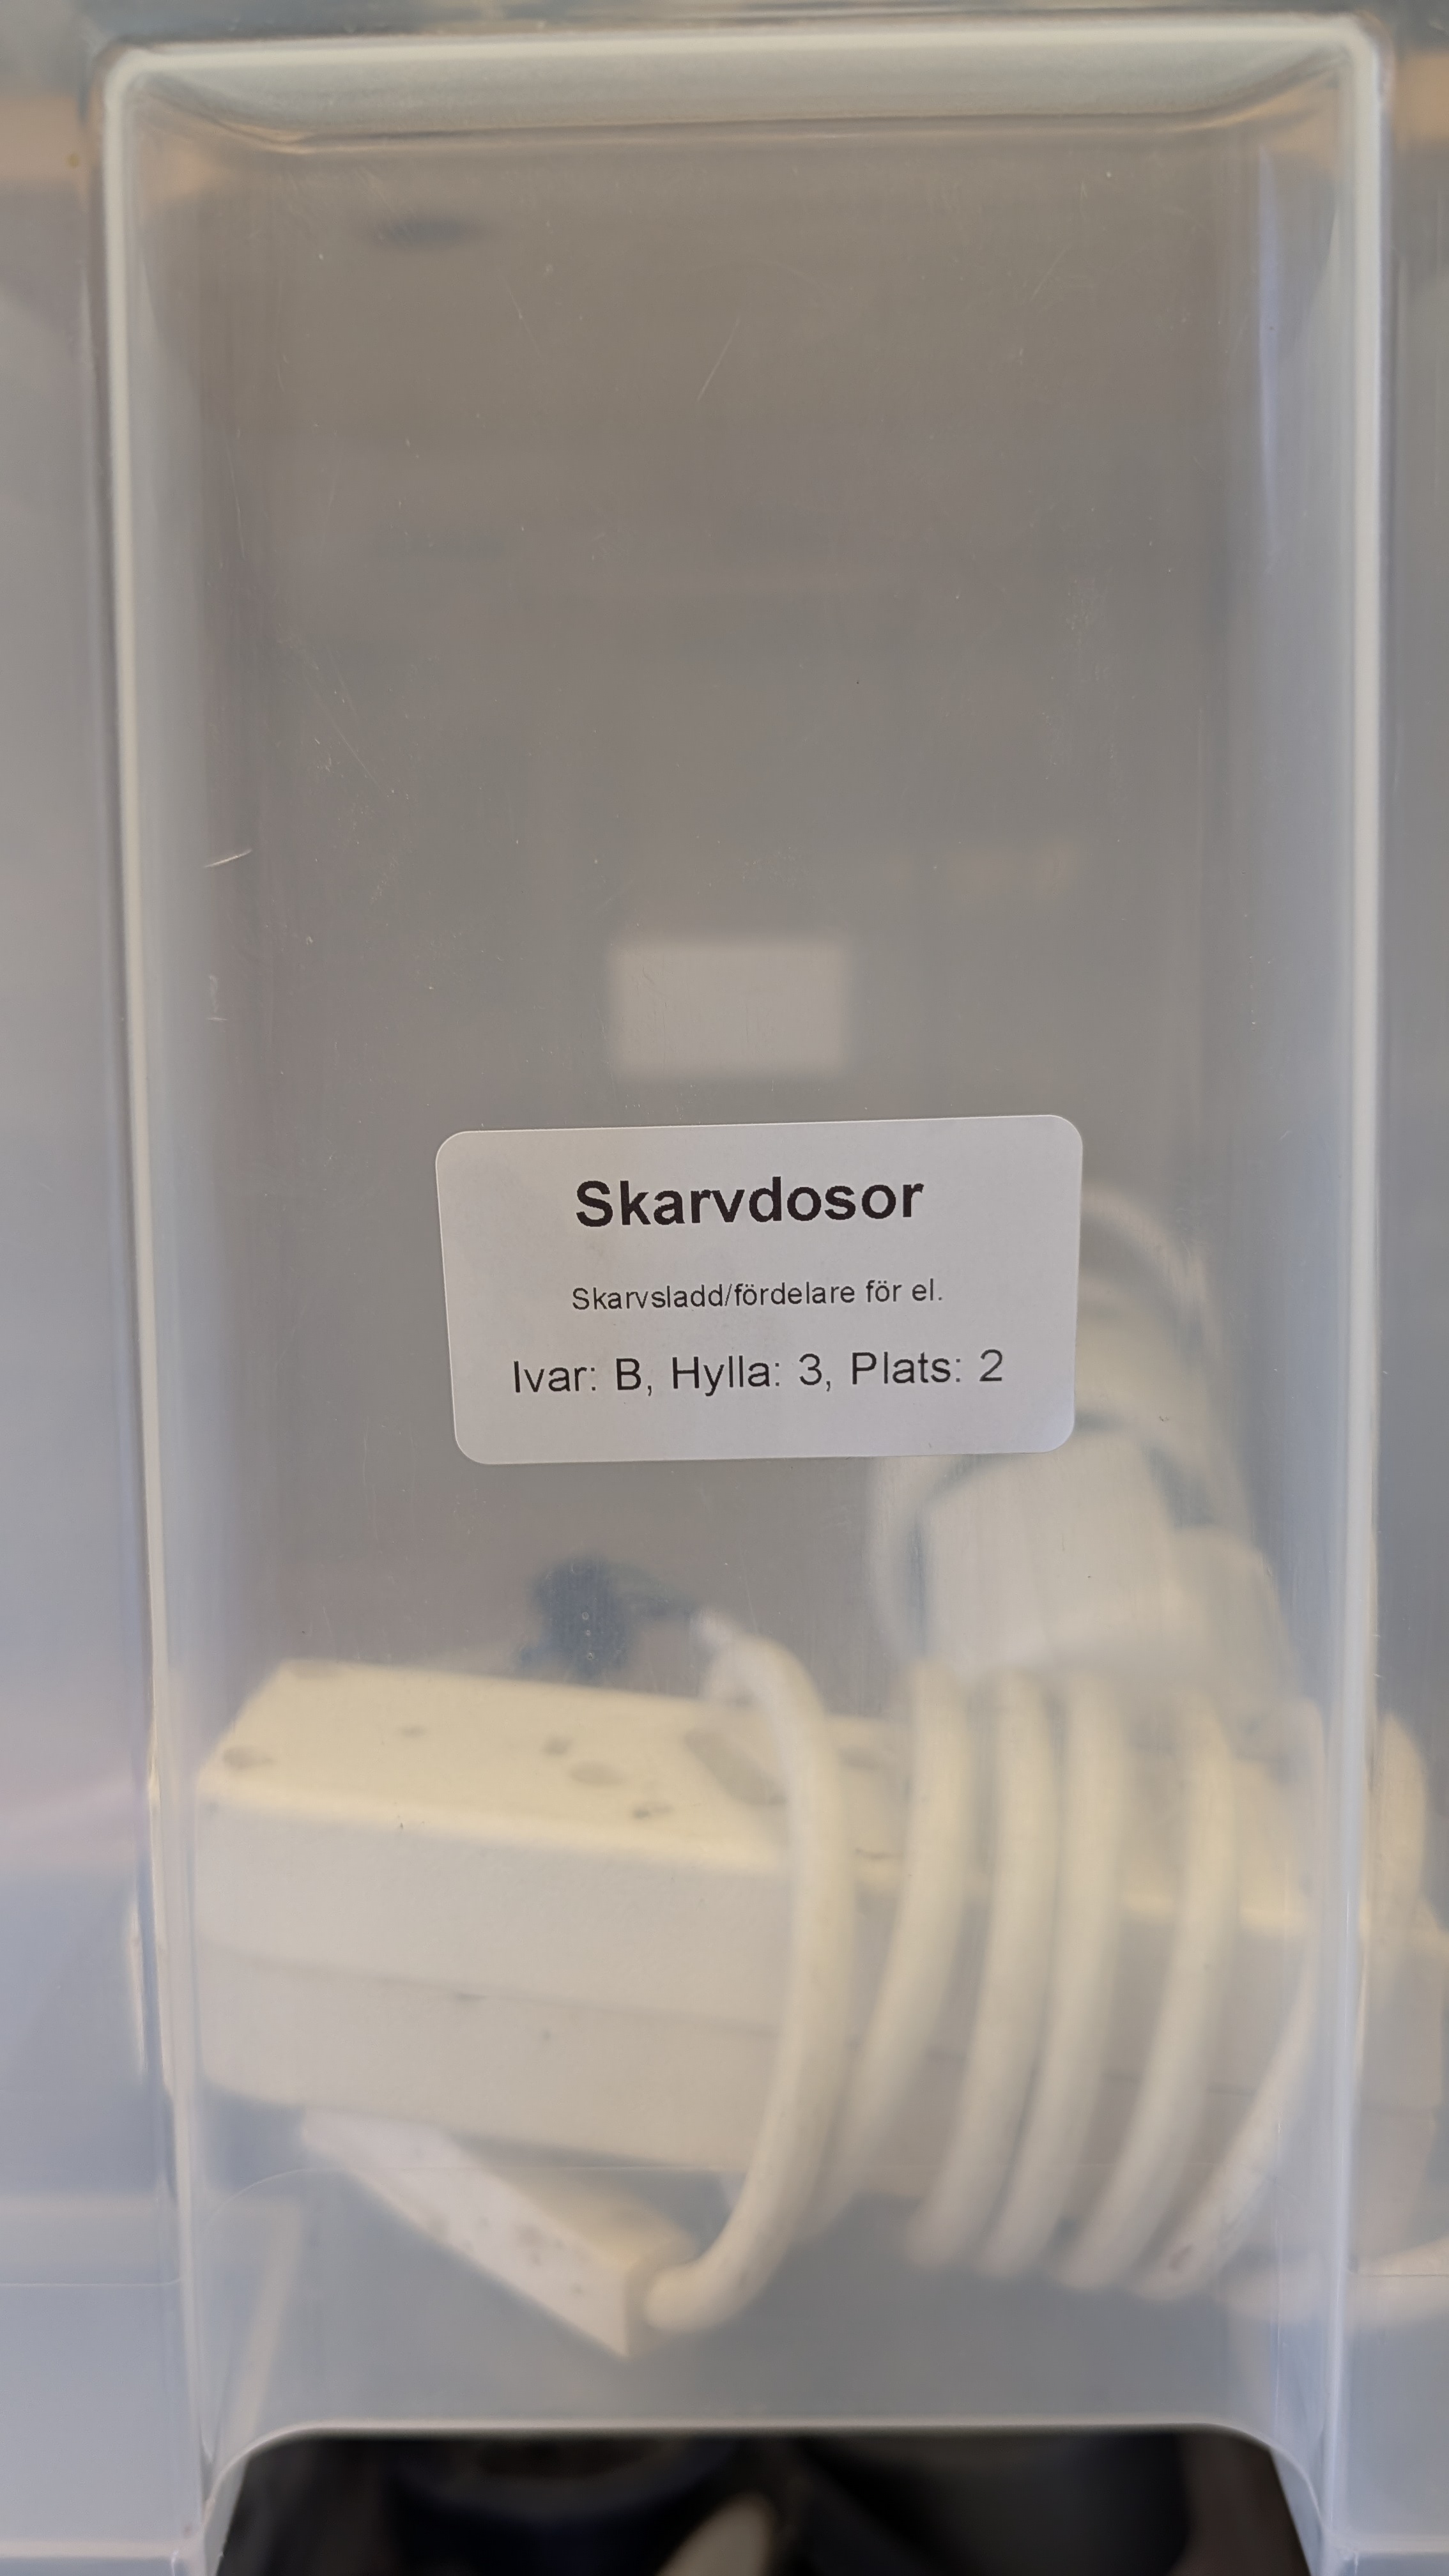 Skarvdosor
Skarvsladd/fördelare för el.
Ivar: B, Hylla: 3, Plats: 2